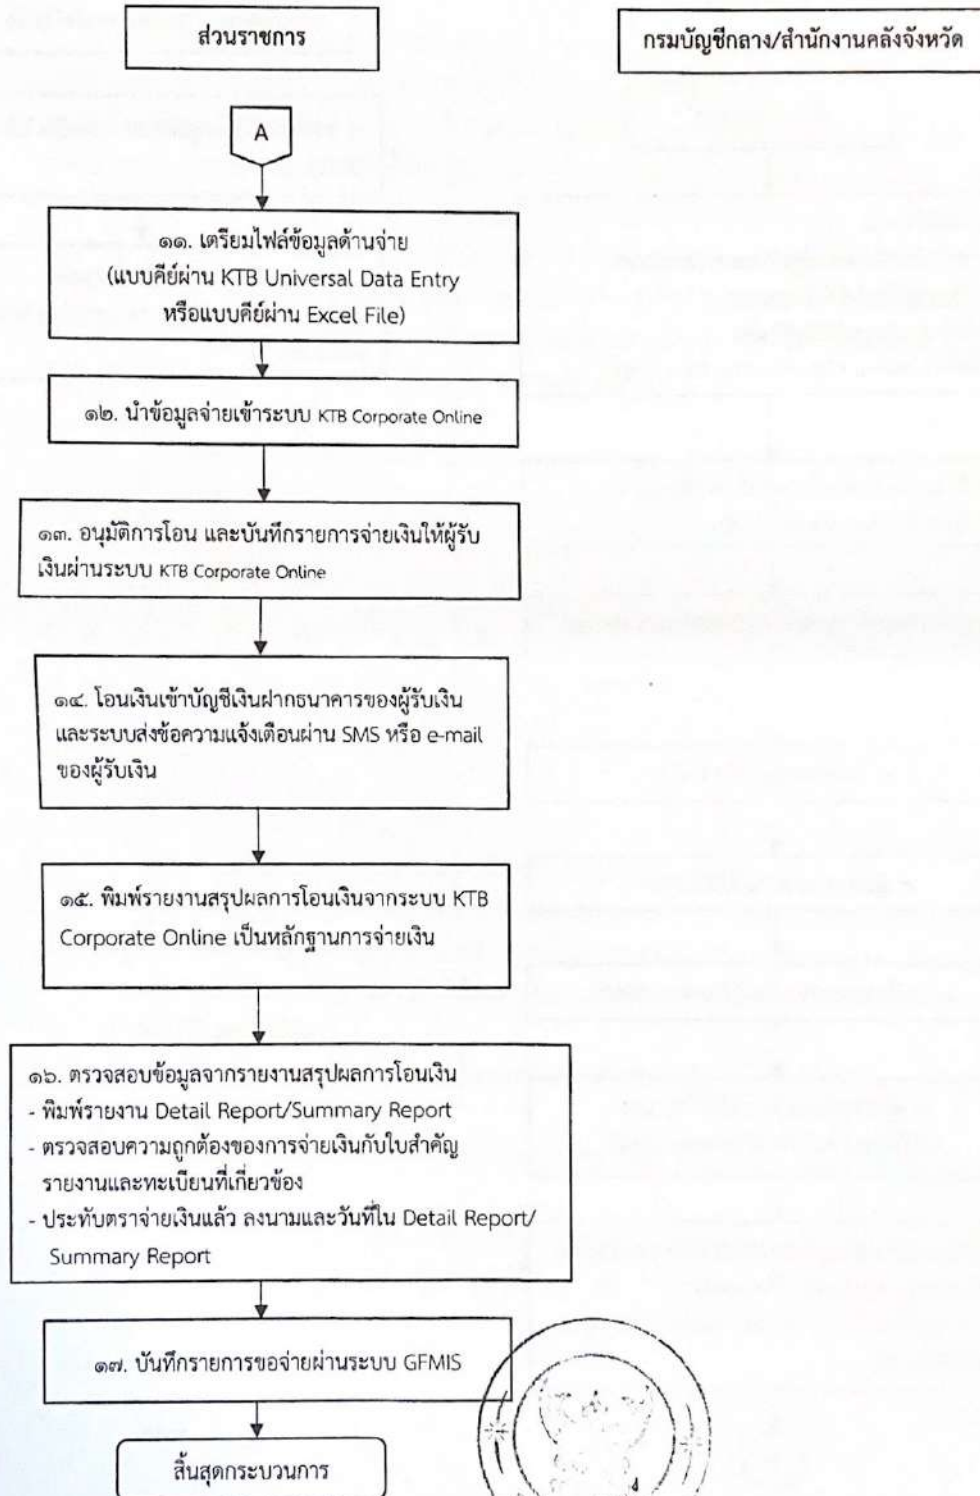 ส่วนราชการ
กรมบัญชีกลาง/สำนักงานคลังจังหวัด
A
๑๑. เตรียมไฟล์ข้อมูลด้านจ่าย
(แบบคีย์ผ่าน KTB Universal Data Entry
หรือแบบคีย์ผ่าน Excel File)
๑๒. นำข้อมูลจ่ายเข้าระบบ KTB Corporate Online
๑๓. อนุมัติการโอน และบันทึกรายการจ่ายเงินให้ผู้รับ
เงินผ่านระบบ KTB Corporate Online
๑๔. โอนเงินเข้าบัญชีเงินฝากธนาคารของผู้รับเงิน
และระบบส่งข้อความแจ้งเตือนผ่าน SMS หรือ e-mail
ของผู้รับเงิน
๑๕. พิมพ์รายงานสรุปผลการโอนเงินจากระบบ KTB
Corporate Online เป็นหลักฐานการจ่ายเงิน
๑๖. ตรวจสอบข้อมูลจากรายงานสรุปผลการโอนเงิน
- พิมพ์รายงาน Detail Report/Summary Report
- ตรวจสอบความถูกต้องของการจ่ายเงินกับใบสำคัญ
รายงานและทะเบียนที่เกี่ยวข้อง
- ประทับตราจ่ายเงินแล้ว ลงนามและวันที่ใน Detail Report/
Summary Report
๑๗. บันทึกรายการขอจ่ายผ่านระบบ GFMIS
สิ้นสุดกระบวนการ